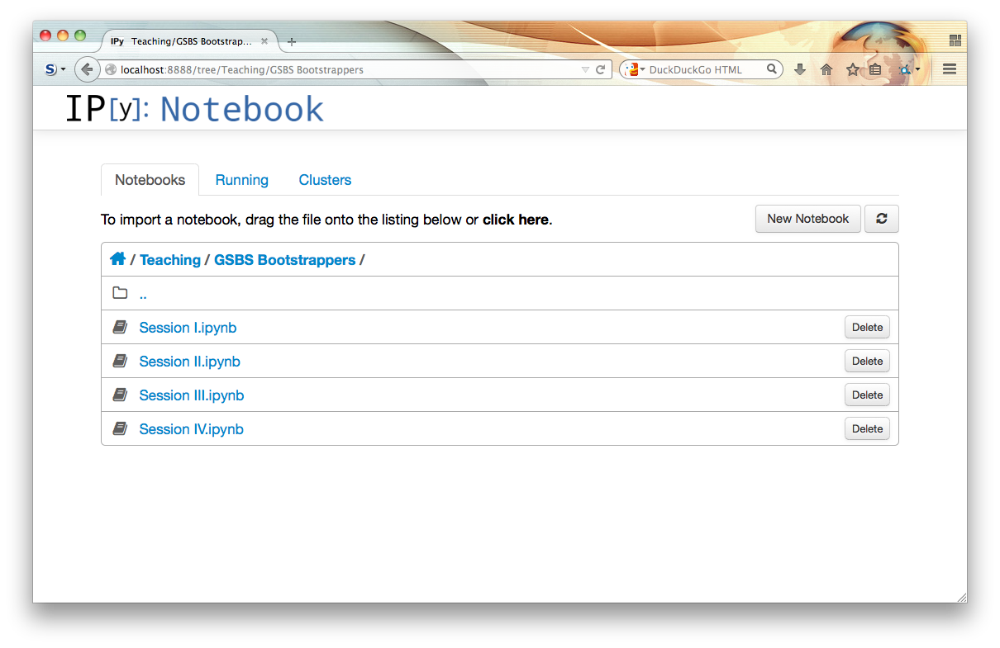 IPy Teaching/GSBS Bootstrap...
S localhost:8888/tree/Teaching/GSBS Bootstrappers DuckDuckGo HTML
IP[y]: Notebook
Notebooks Running Clusters
To import a notebook, drag the file onto the listing below or click here. New Notebook
/ Teaching / GSBS Bootstrappers /
..
Session I.ipynb Delete
Session II.ipynb Delete
Session III.ipynb Delete
Session IV.ipynb Delete